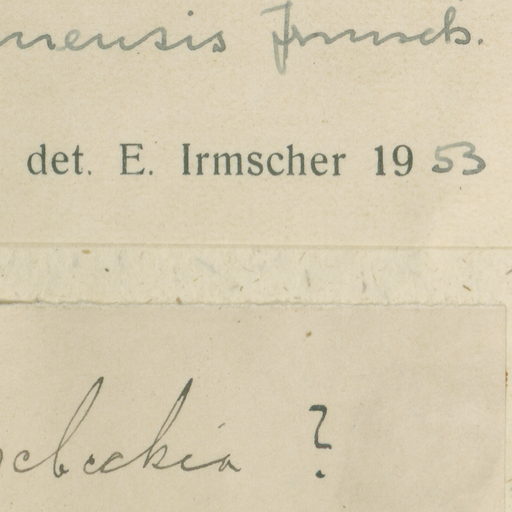 nensis Irmsch.
det. E. Irmscher 1953
?